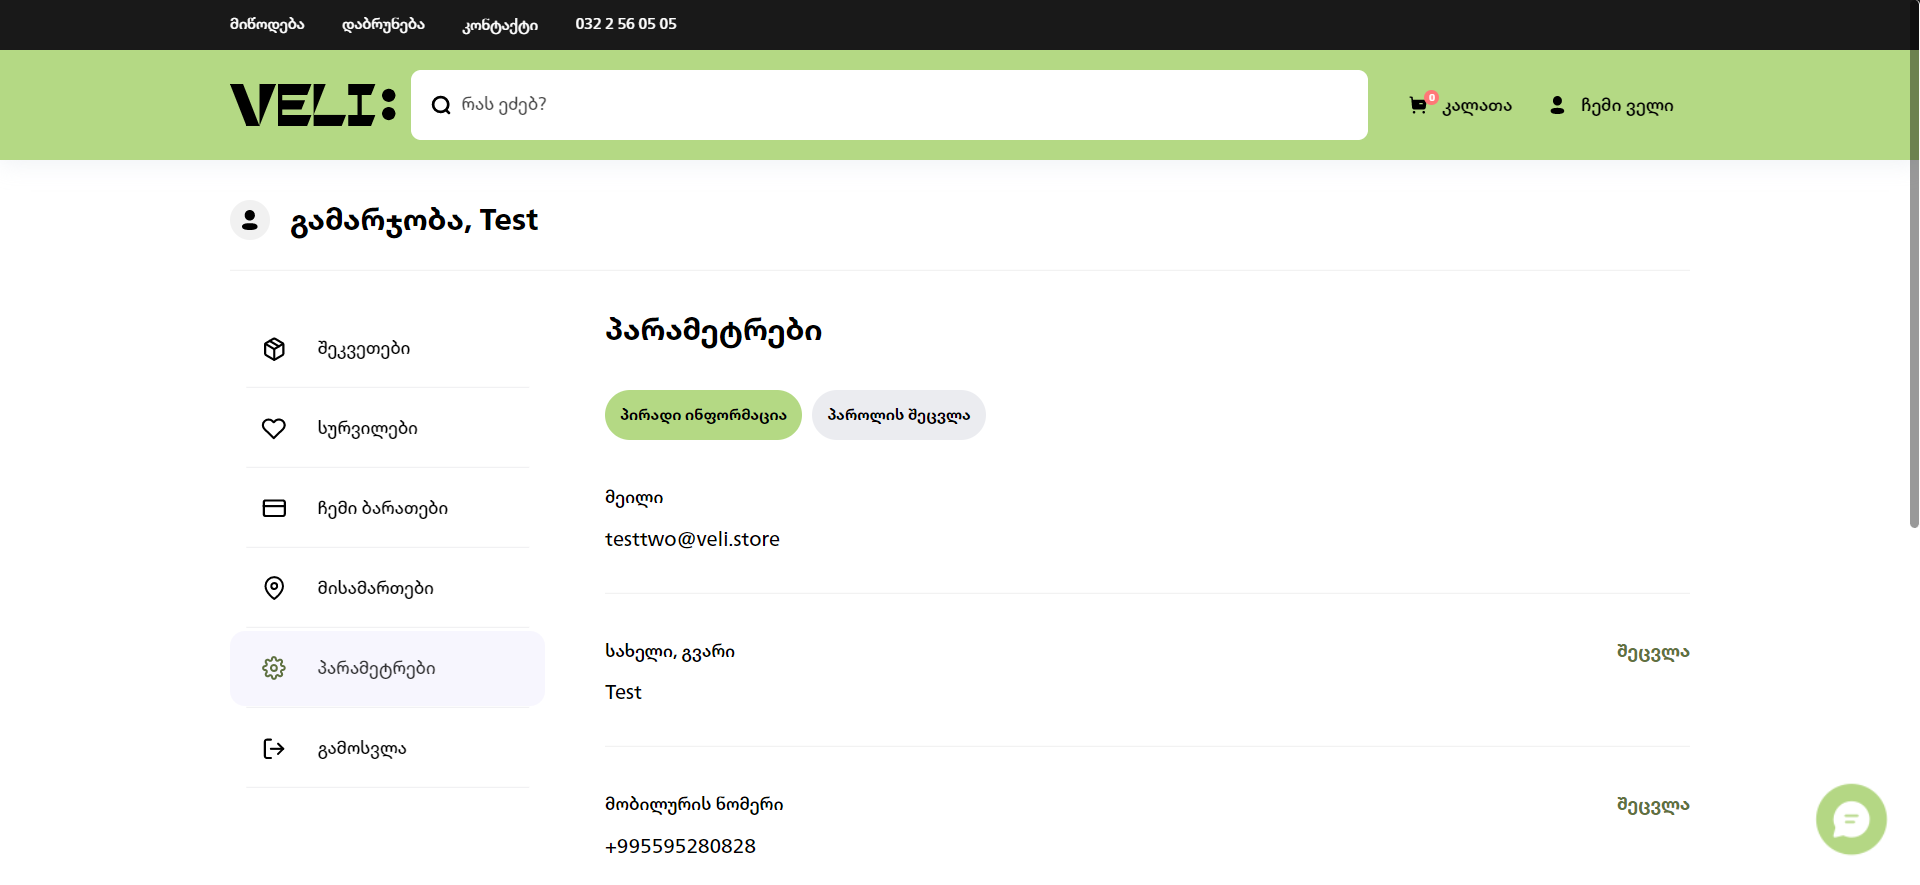 მიწოდება
დაბრუნება
კონტაქტი
032 2 56 05 05
VELI:
რას ეძებ?
0
კალათა
ჩემი ველი
გამარჯობა, Test
შეკვეთები
სურვილები
ჩემი ბარათები
მისამართები
პარამეტრები
გამოსვლა
პარამეტრები
პირადი ინფორმაცია
პაროლის შეცვლა
მეილი
testtwo@veli.store
სახელი, გვარი
შეცვლა
Test
მობილურის ნომერი
შეცვლა
+995595280828